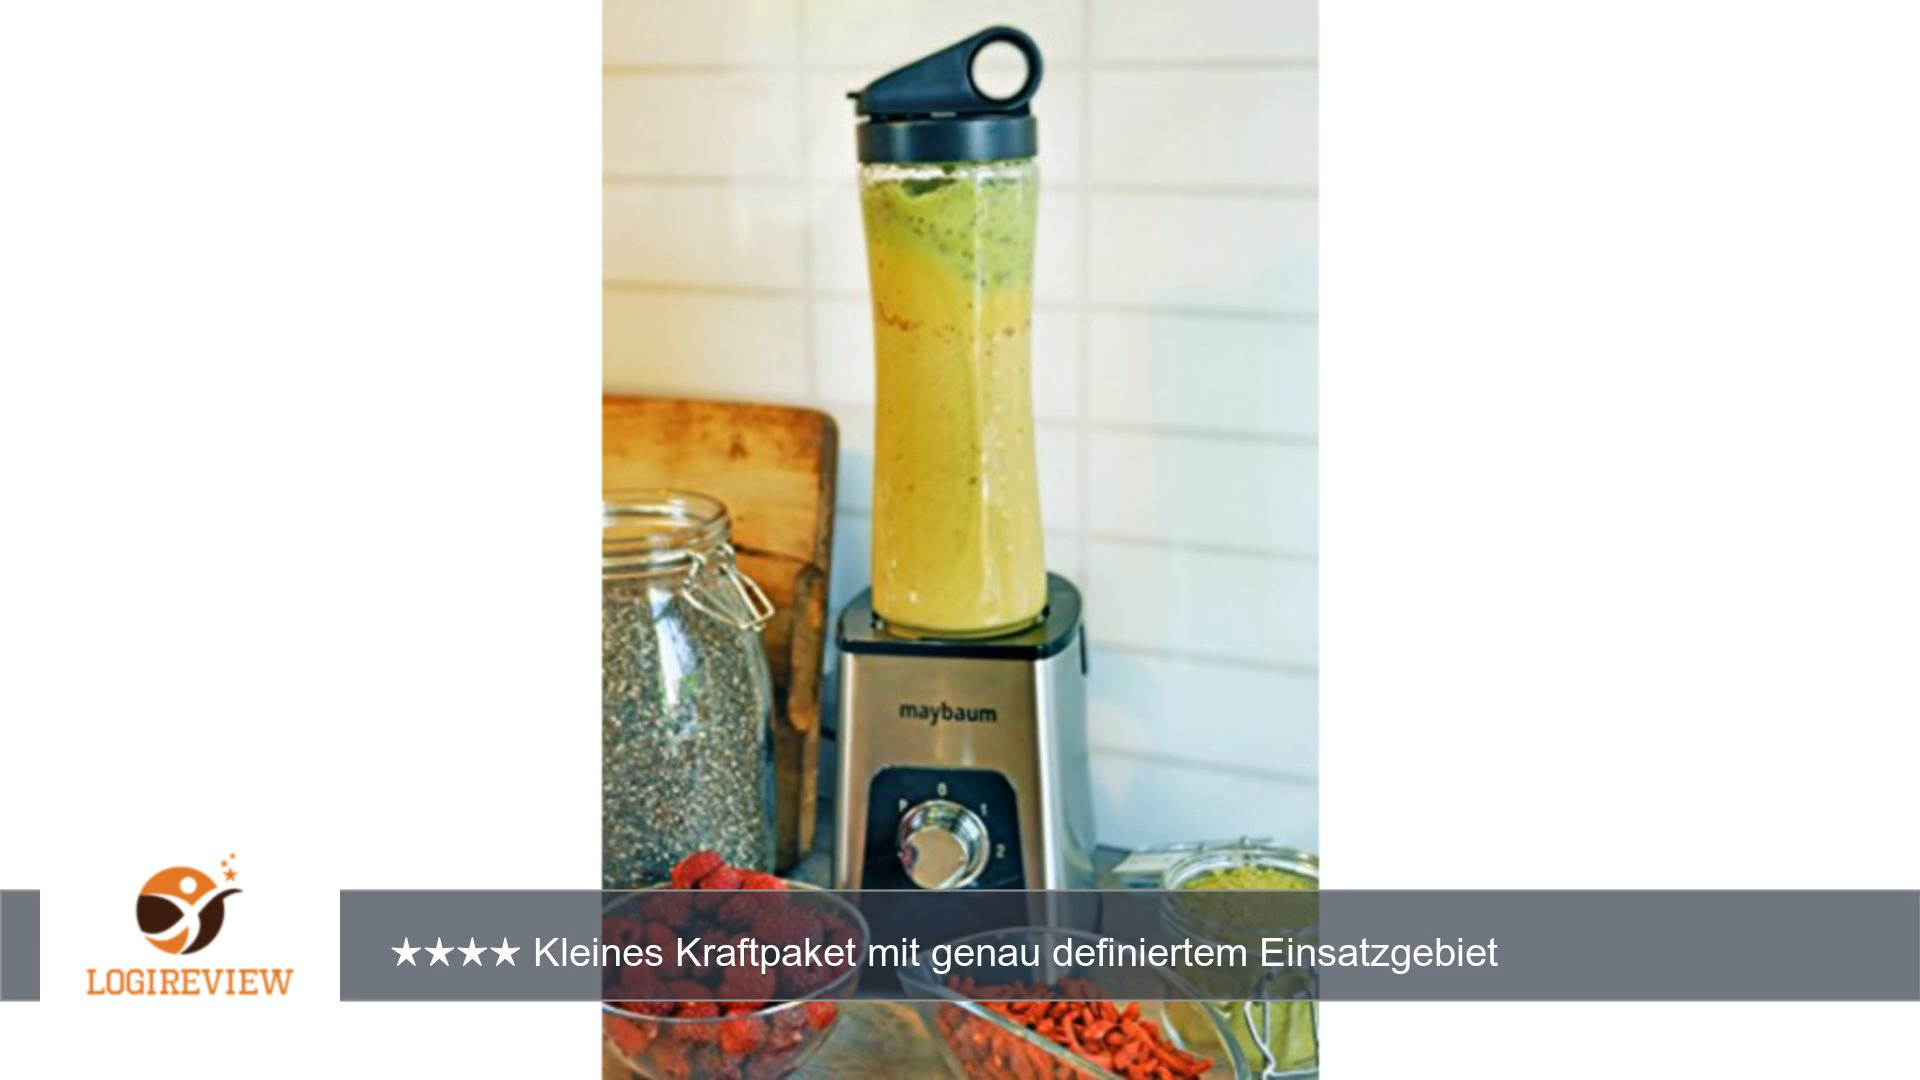 maybaum
0
P 1
2
★★★★ Kleines Kraftpaket mit genau definiertem Einsatzgebiet
LOGIREVIEW